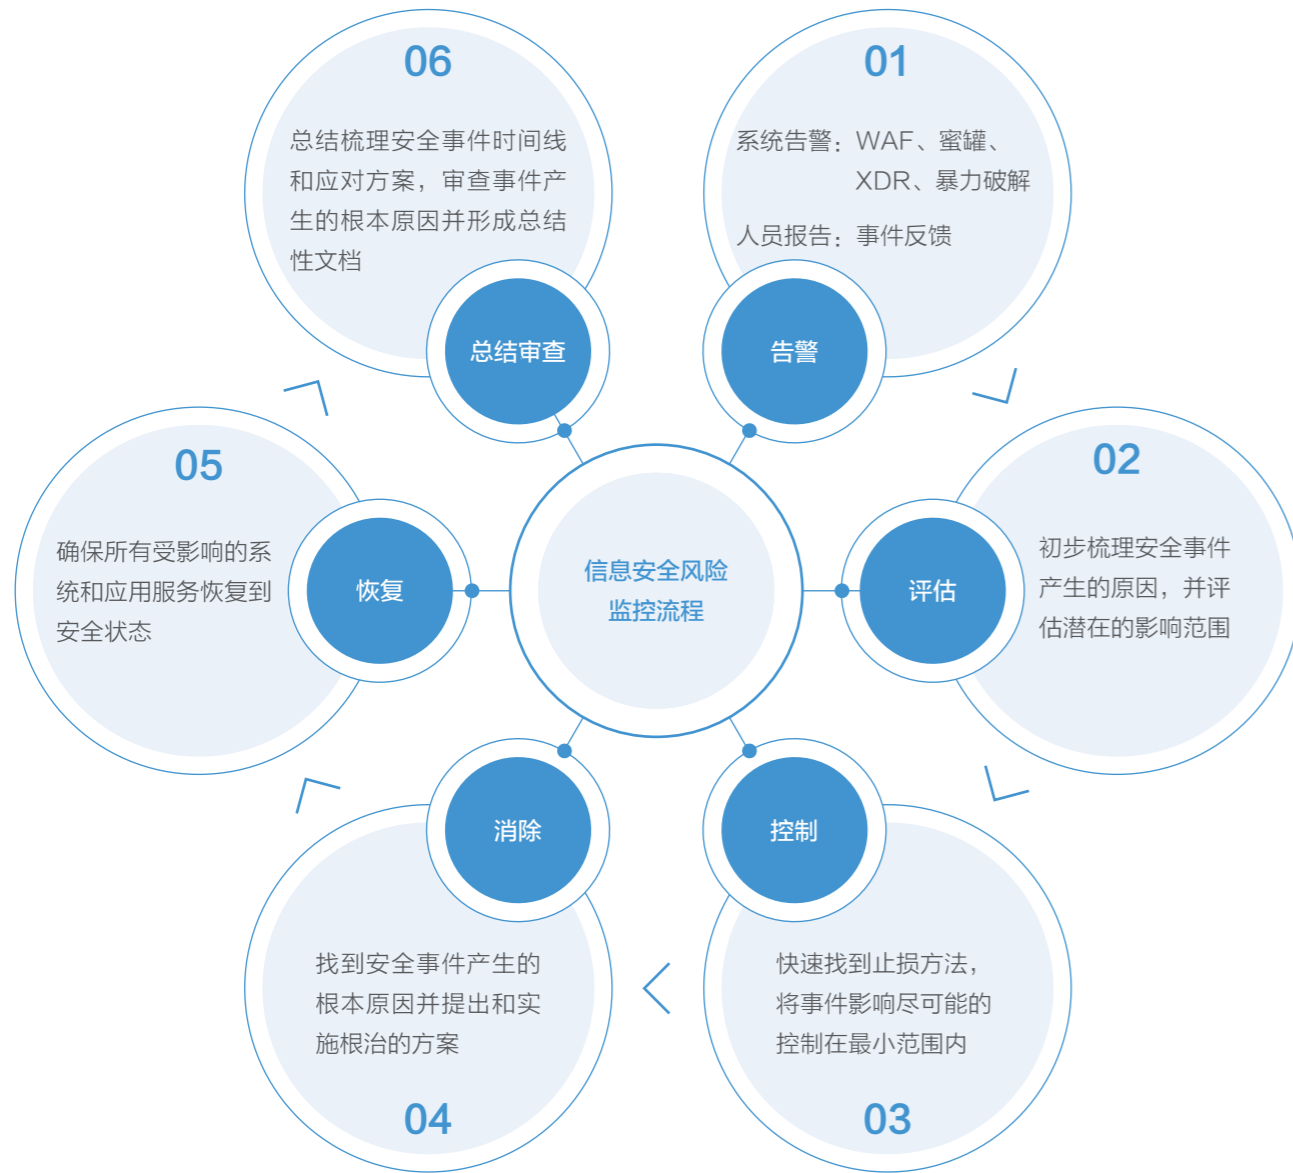 信息安全风险
监控流程
01
告警
系统告警：WAF、蜜罐、
XDR、暴力破解
人员报告：事件反馈
02
评估
初步梳理安全事件
产生的原因，并评
估潜在的影响范围
03
控制
快速找到止损方法，
将事件影响尽可能的
控制在最小范围内
04
消除
找到安全事件产生的
根本原因并提出和实
施根治的方案
05
恢复
确保所有受影响的系
统和应用服务恢复到
安全状态
06
总结审查
总结梳理安全事件时间线
和应对方案，审查事件产
生的根本原因并形成总结
性文档